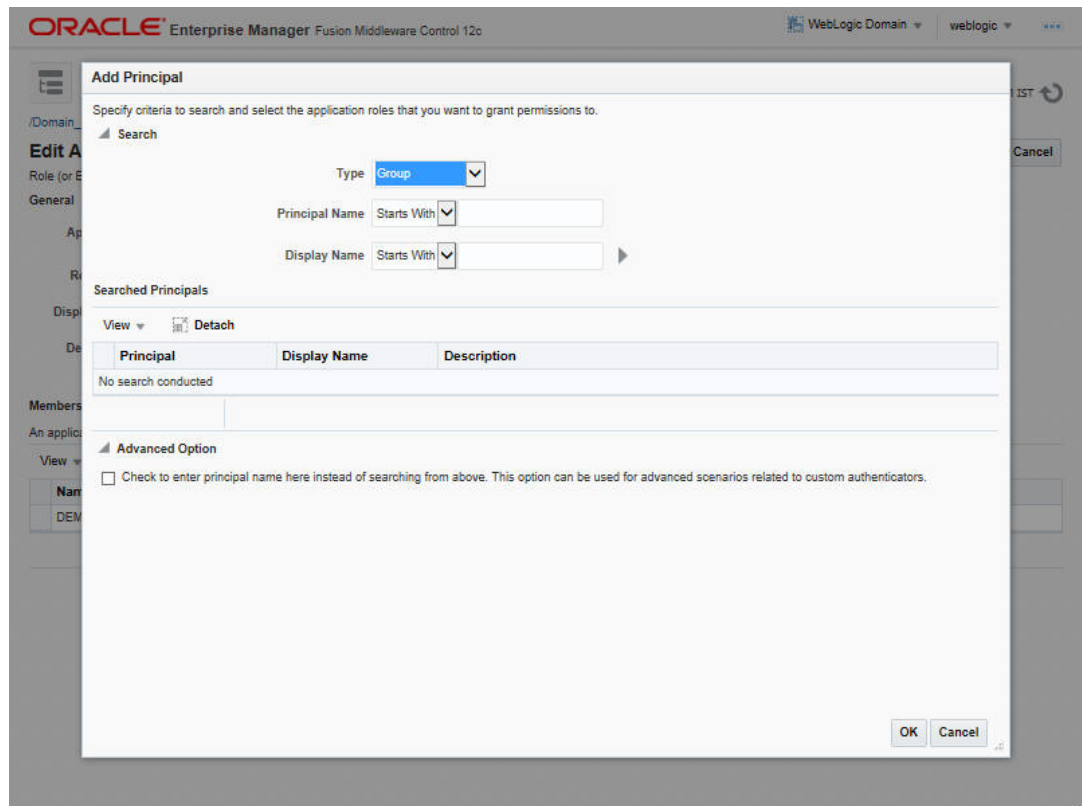 ORACLE Enterprise Manager Fusion Middleware Control 12c WebLogic Domain weblogic
Add Principal
IST
Specify criteria to search and select the application roles that you want to grant permissions to.
/Domain_
Search
Edit A
Cancel
Role (or E
Type Group
General
Principal Name Starts With
Ap
Display Name Starts With
Searched Principals
Displ
View Detach
De
Principal Display Name Description
No search conducted
Members
An applica
Advanced Option
View
Check to enter principal name here instead of searching from above. This option can be used for advanced scenarios related to custom authenticators.
Nam
DEM
OK Cancel